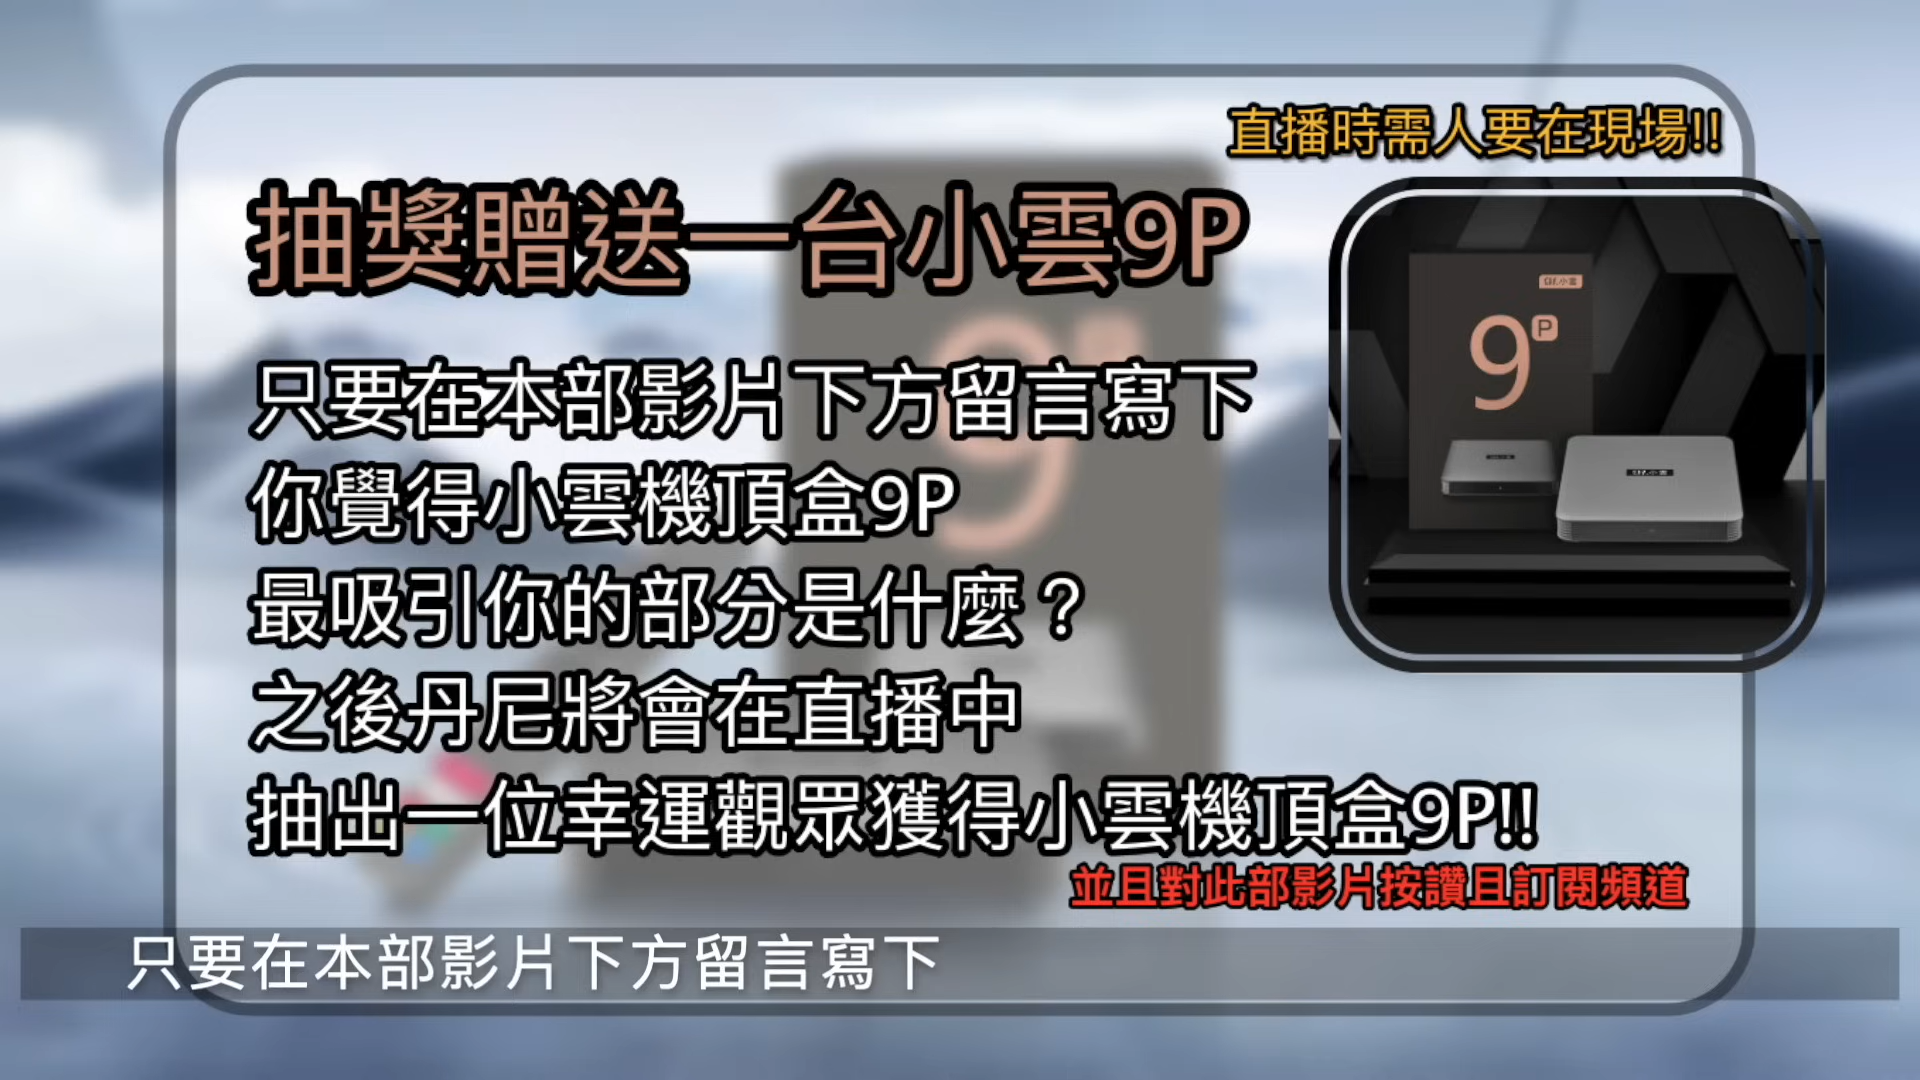 直播時需人要在現場!!
抽獎贈送一台小雲9P
9P
只要在本部影片下方留言寫下
你覺得小雲機頂盒9P
最吸引你的部分是什麼？
之後丹尼將會在直播中
抽出一位幸運觀眾獲得小雲機頂盒9P!!
並且對此部影片按讚且訂閱頻道
只要在本部影片下方留言寫下